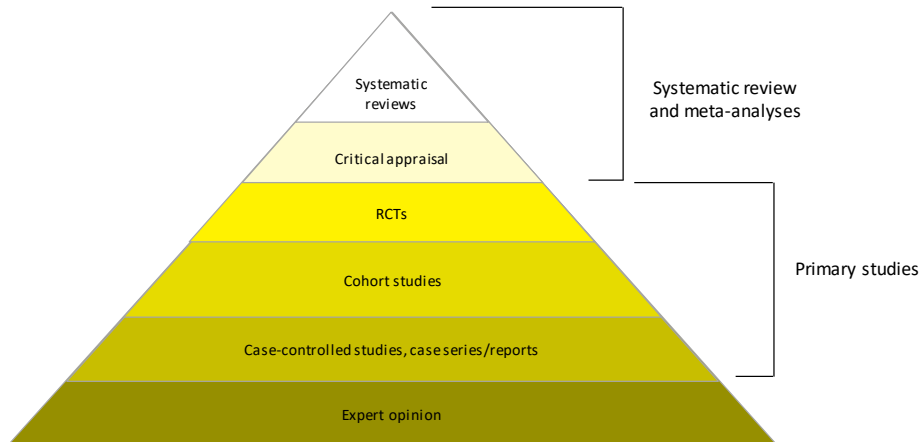 Systematic
reviews
Systematic review
and meta-analyses
Critical appraisal
RCTs
Primary studies
Cohort studies
Case-controlled studies, case series/reports
Expert opinion